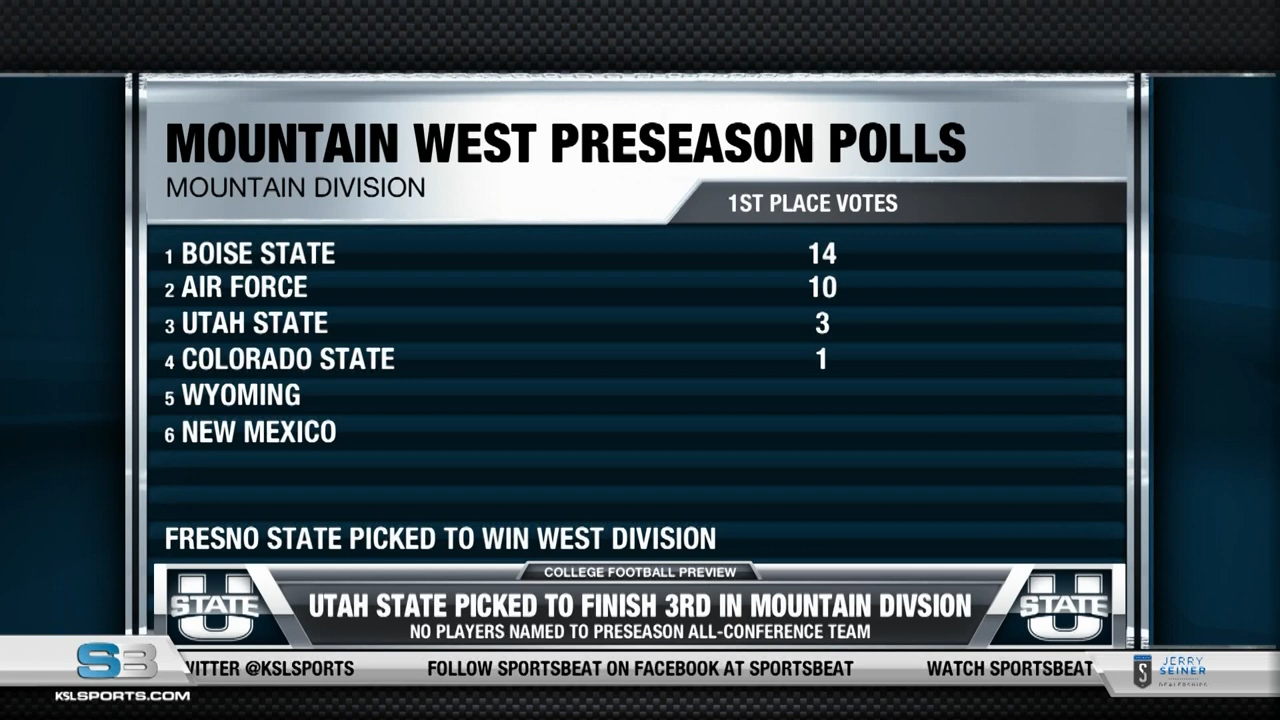 MOUNTAIN WEST PRESEASON POLLS
MOUNTAIN DIVISION
1ST PLACE VOTES
1 BOISE STATE 14
2 AIR FORCE 10
3 UTAH STATE 3
4 COLORADO STATE 1
5 WYOMING
6 NEW MEXICO
FRESNO STATE PICKED TO WIN WEST DIVISION
COLLEGE FOOTBALL PREVIEW
U STATE
UTAH STATE PICKED TO FINISH 3RD IN MOUNTAIN DIVSION
U STATE
NO PLAYERS NAMED TO PRESEASON ALL-CONFERENCE TEAM
SB
WITTER @KSLSPORTS FOLLOW SPORTSBEAT ON FACEBOOK AT SPORTSBEAT WATCH SPORTSBEAT
S JERRY SEINER DEALERSHIPS
KSLSPORTS.COM